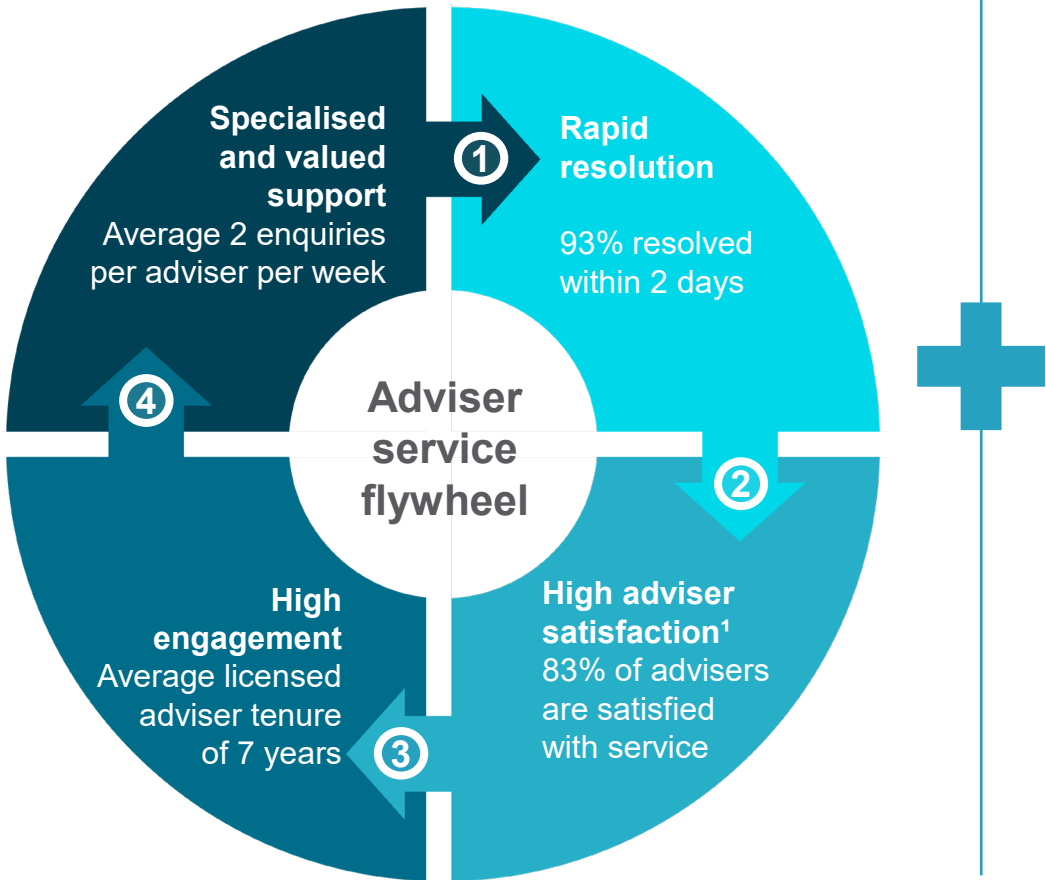 Specialised
and valued
support
Average 2 enquiries
per adviser per week
1
Rapid
resolution
93% resolved
within 2 days
4
Adviser
service
flywheel
2
High
engagement
Average licensed
adviser tenure
of 7 years
3
High adviser
satisfaction¹
83% of advisers
are satisfied
with service